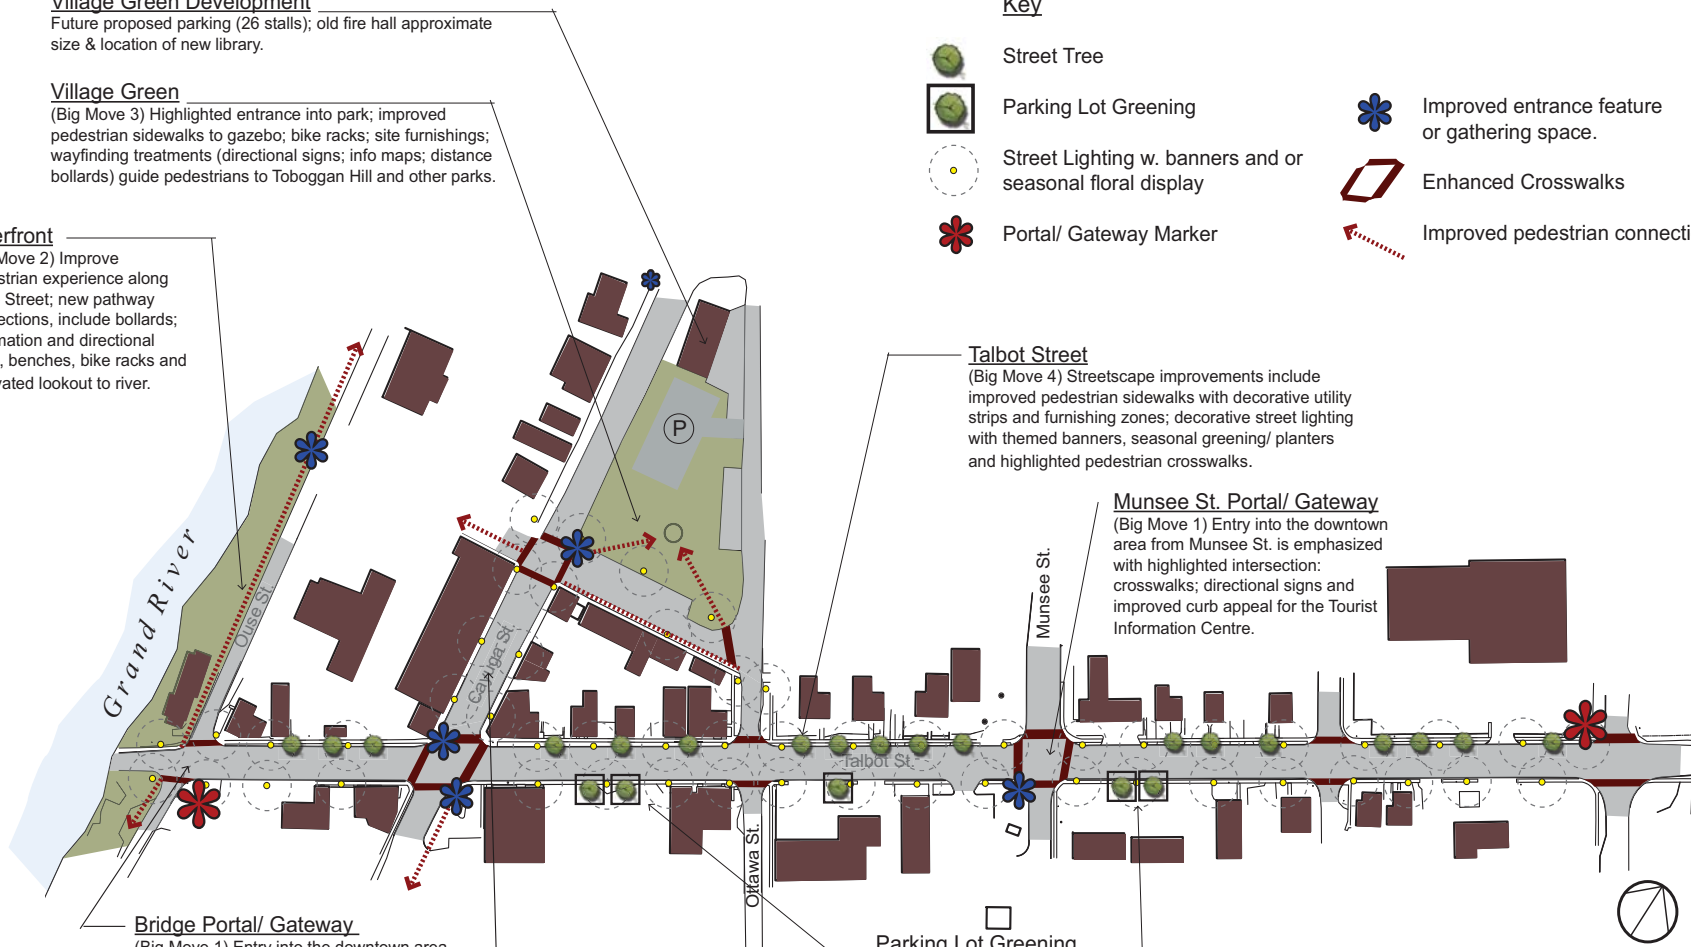 Village Green Development
Future proposed parking (26 stalls); old fire hall approximate
size & location of new library.
Village Green
(Big Move 3) Highlighted entrance into park; improved
pedestrian sidewalks to gazebo; bike racks; site furnishings;
wayfinding treatments (directional signs; info maps; distance
bollards) guide pedestrians to Toboggan Hill and other parks.
erfront
Move 2) Improve
strian experience along
Street; new pathway
ections, include bollards;
mation and directional
, benches, bike racks and
vated lookout to river.
Key
Street Tree
Parking Lot Greening
Street Lighting w. banners and or
seasonal floral display
Portal/ Gateway Marker
Improved entrance feature
or gathering space.
Enhanced Crosswalks
Improved pedestrian connecti
Talbot Street
(Big Move 4) Streetscape improvements include
improved pedestrian sidewalks with decorative utility
strips and furnishing zones; decorative street lighting
with themed banners, seasonal greening/ planters
and highlighted pedestrian crosswalks.
Munsee St. Portal/ Gateway
(Big Move 1) Entry into the downtown
area from Munsee St. is emphasized
with highlighted intersection:
crosswalks; directional signs and
improved curb appeal for the Tourist
Information Centre.
P
Grand River
Ouse St.
Cayuga St.
Munsee St.
Talbot St.
Ottawa St.
Bridge Portal/ Gateway
(Big Move 1) Entry into the downtown area
Parking Lot Greening